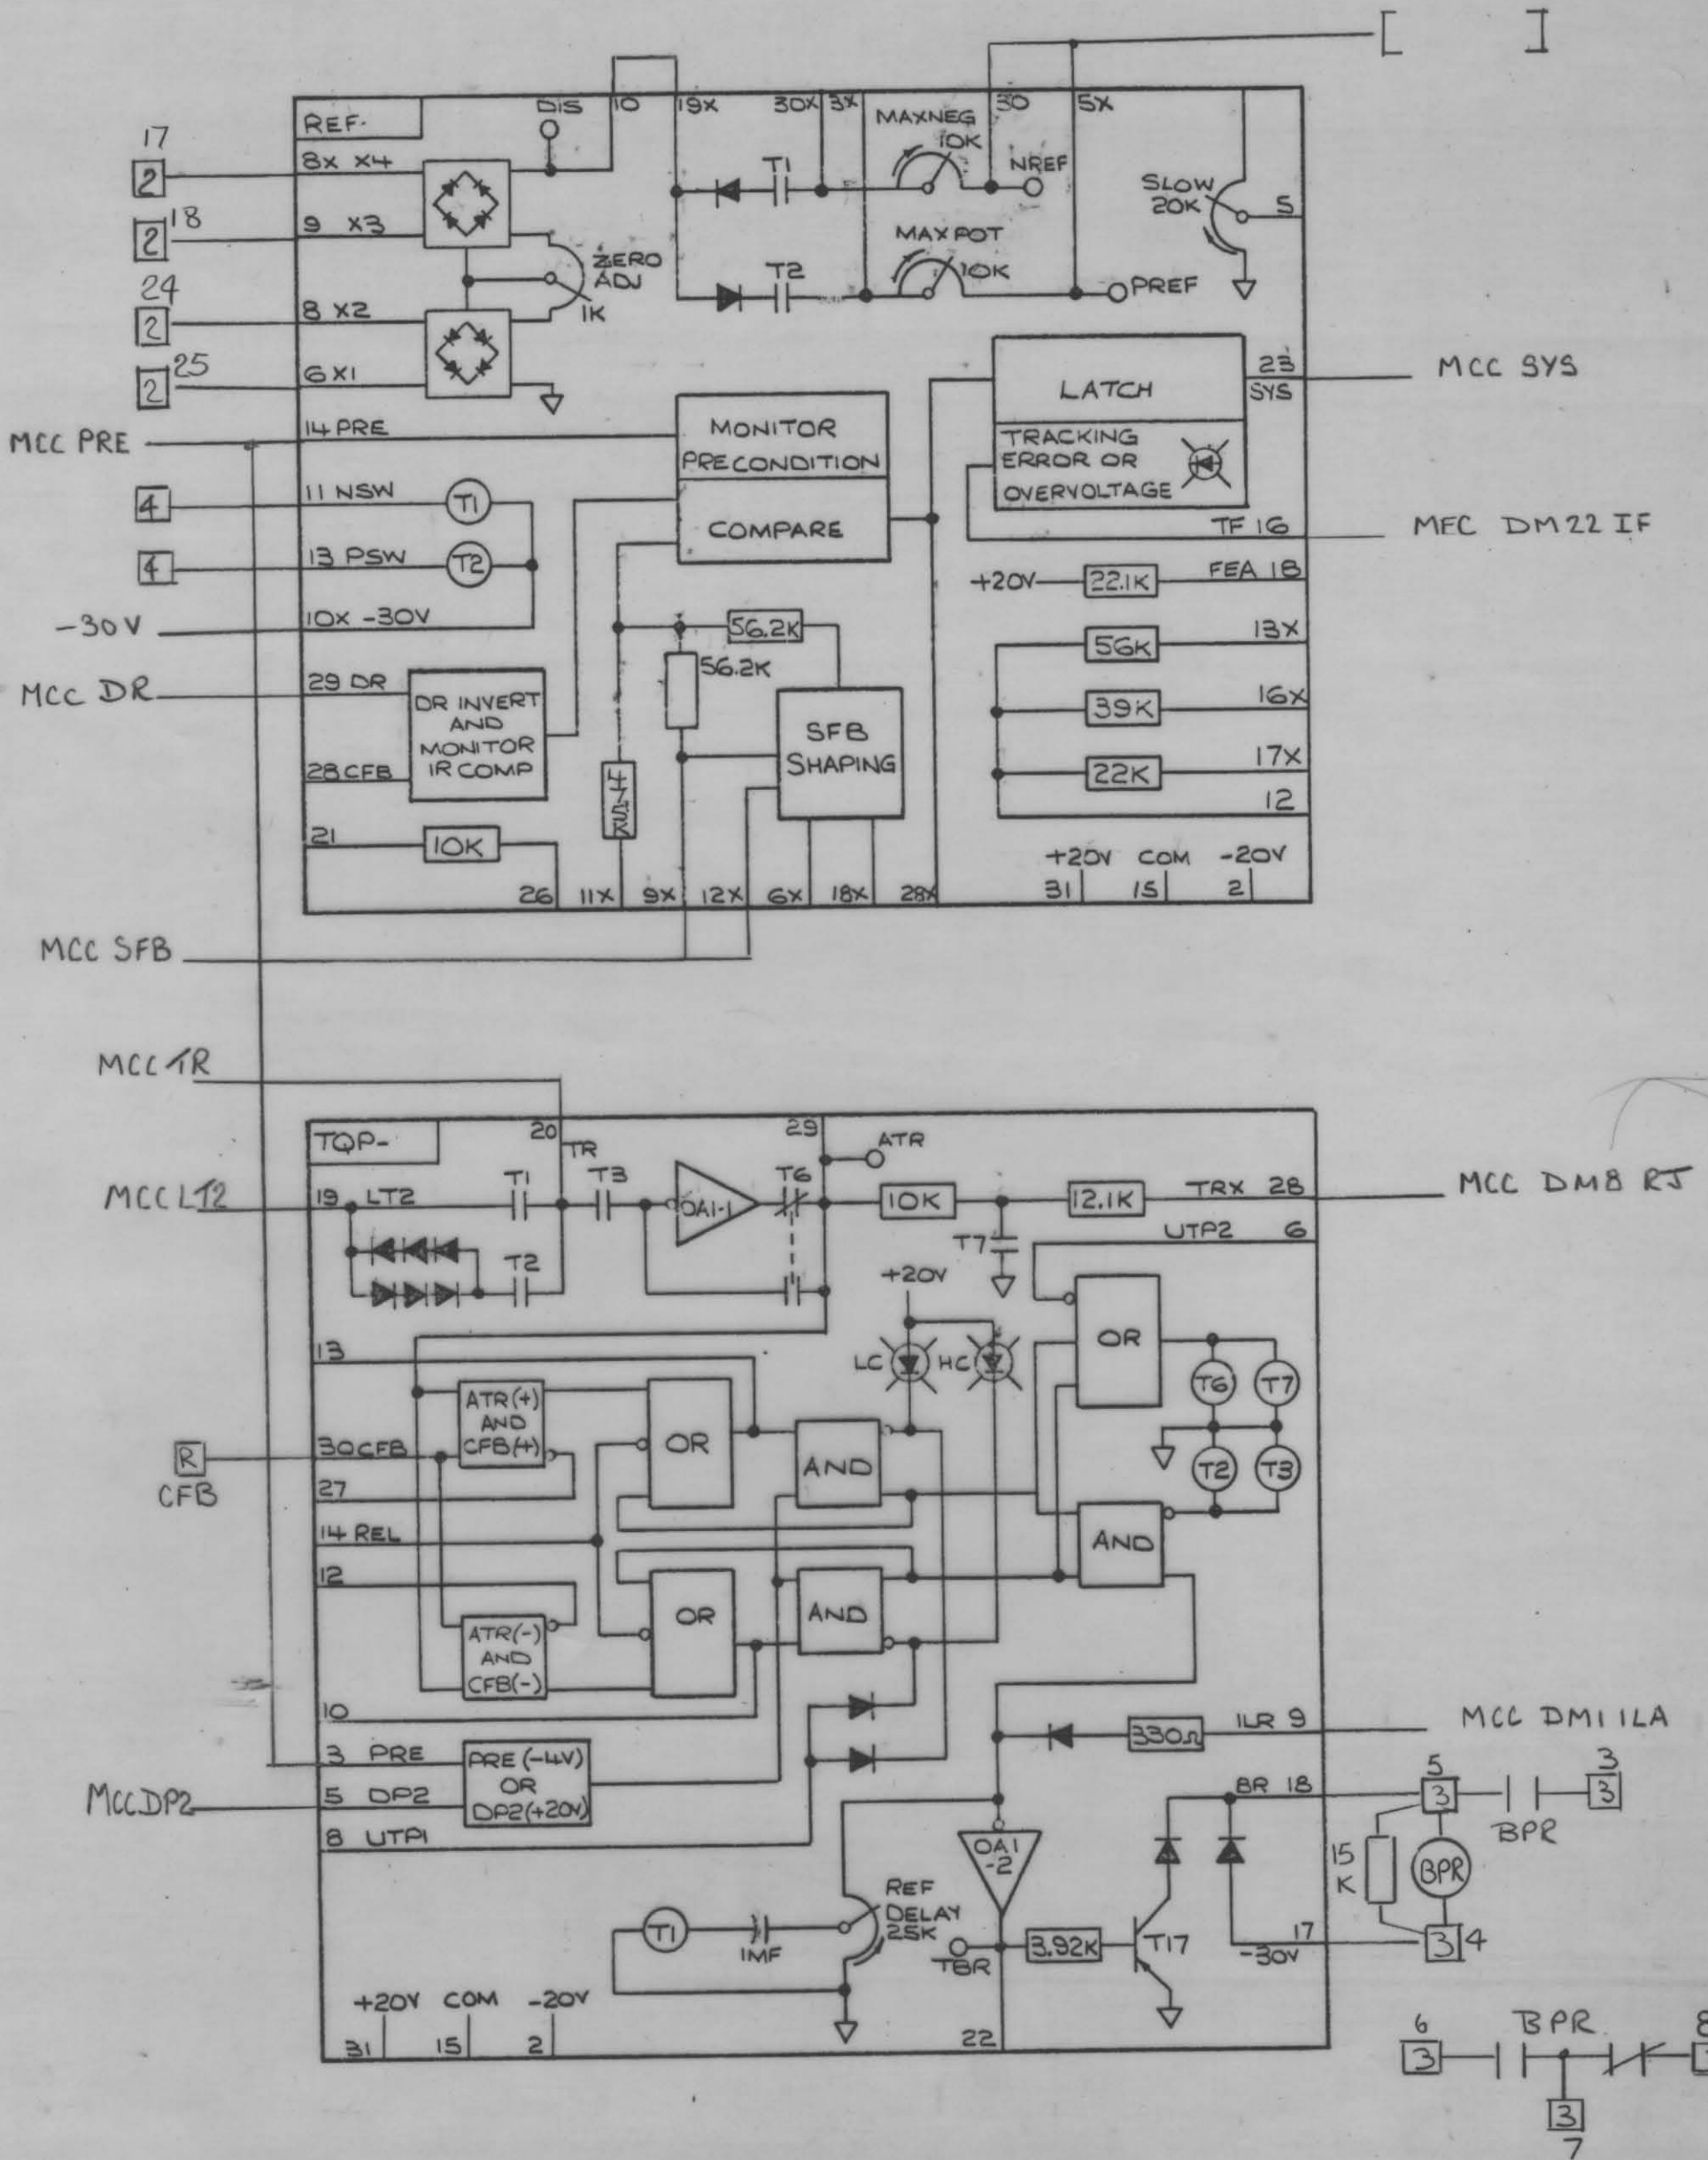 [ ]
REF.
DIS
10
19X
30X
3X
30
5X
MAXNEG
10K
NREF
T1
SLOW
20K
5
17
2
8X X4
18
2
9 X3
ZERO
ADJ
1K
MAXPOT
10K
PREF
T2
24
2
8 X2
25
2
6 X1
MCC PRE
14 PRE
MONITOR
PRECONDITION
COMPARE
LATCH
23
SYS
MCC SYS
TRACKING
ERROR OR
OVERVOLTAGE
TF 16
MFC DM22 IF
4
11 NSW
T1
4
13 PSW
T2
-30V
10X -30V
+20V
22.1K
FEA 18
56K
13X
39K
16X
22K
17X
12
MCC DR
29 DR
DR INVERT
AND
MONITOR
IR COMP
28 CFB
56.2K
56.2K
SFB
SHAPING
21
10K
26
11X
9X
12X
6X
18X
28X
+20V COM -20V
31 15 2
MCC SFB
MCC TR
TQP-
20
TR
29
ATR
MCC LT2
19 LT2
T1
T3
OA1-1
T6
10K
12.1K
TRX 28
MCC DM8 RJ
T2
T7
UTP2 6
+20V
13
LC
HC
OR
T6
T7
ATR(+)
AND
CFB(+)
OR
AND
T2
T3
R
CFB
30 CFB
27
14 REL
AND
12
ATR(-)
AND
CFB(-)
OR
AND
10
3 PRE
PRE(-4V)
OR
DP2(+20V)
MCC DP2
5 DP2
8 UTP1
330Ω
ILR 9
MCC DM1 ILA
BR 18
5
3
3
3
BPR
OA1
-2
15
K
BPR
REF
DELAY
25K
T1
1MF
TBR
3.92K
T17
17
-30V
3
4
+20V COM -20V
31 15 2
22
6
3
BPR
8
3
7